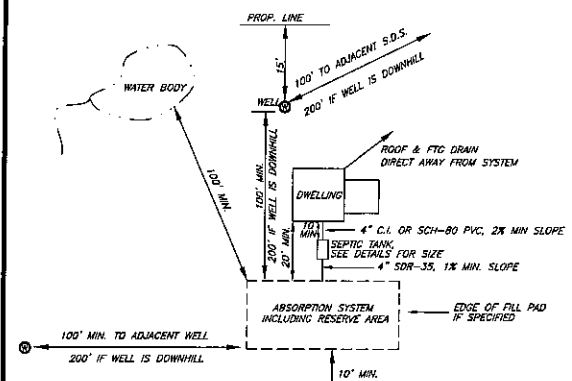 PROP. LINE
15'
100' TO ADJACENT S.D.S.
200' IF WELL IS DOWNHILL
WATER BODY
WELL
ROOF & FTG DRAIN
DIRECT AWAY FROM SYSTEM
100' MIN.
100' MIN.
200' IF WELL IS DOWNHILL
20' MIN.
DWELLING
10'
MIN.
4" C.I. OR SCH-80 PVC, 2% MIN SLOPE
SEPTIC TANK,
SEE DETAILS FOR SIZE
4" SDR-35, 1% MIN. SLOPE
ABSORPTION SYSTEM
INCLUDING RESERVE AREA
EDGE OF FILL PAD
IF SPECIFIED
100' MIN. TO ADJACENT WELL
200' IF WELL IS DOWNHILL
10' MIN.